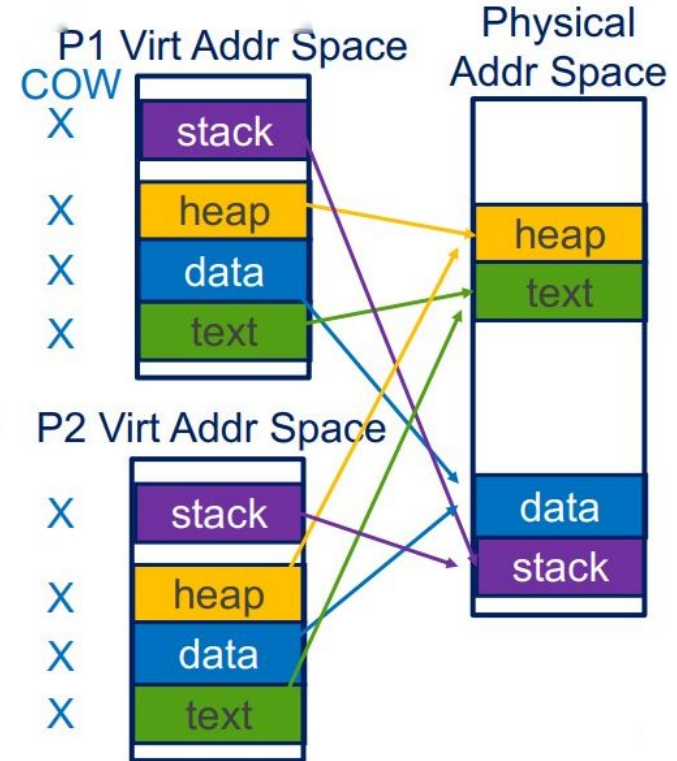 P1 Virt Addr Space
COW
X stack
X heap
X data
X text
P2 Virt Addr Space
X stack
X heap
X data
X text
Physical
Addr Space
heap
text
data
stack